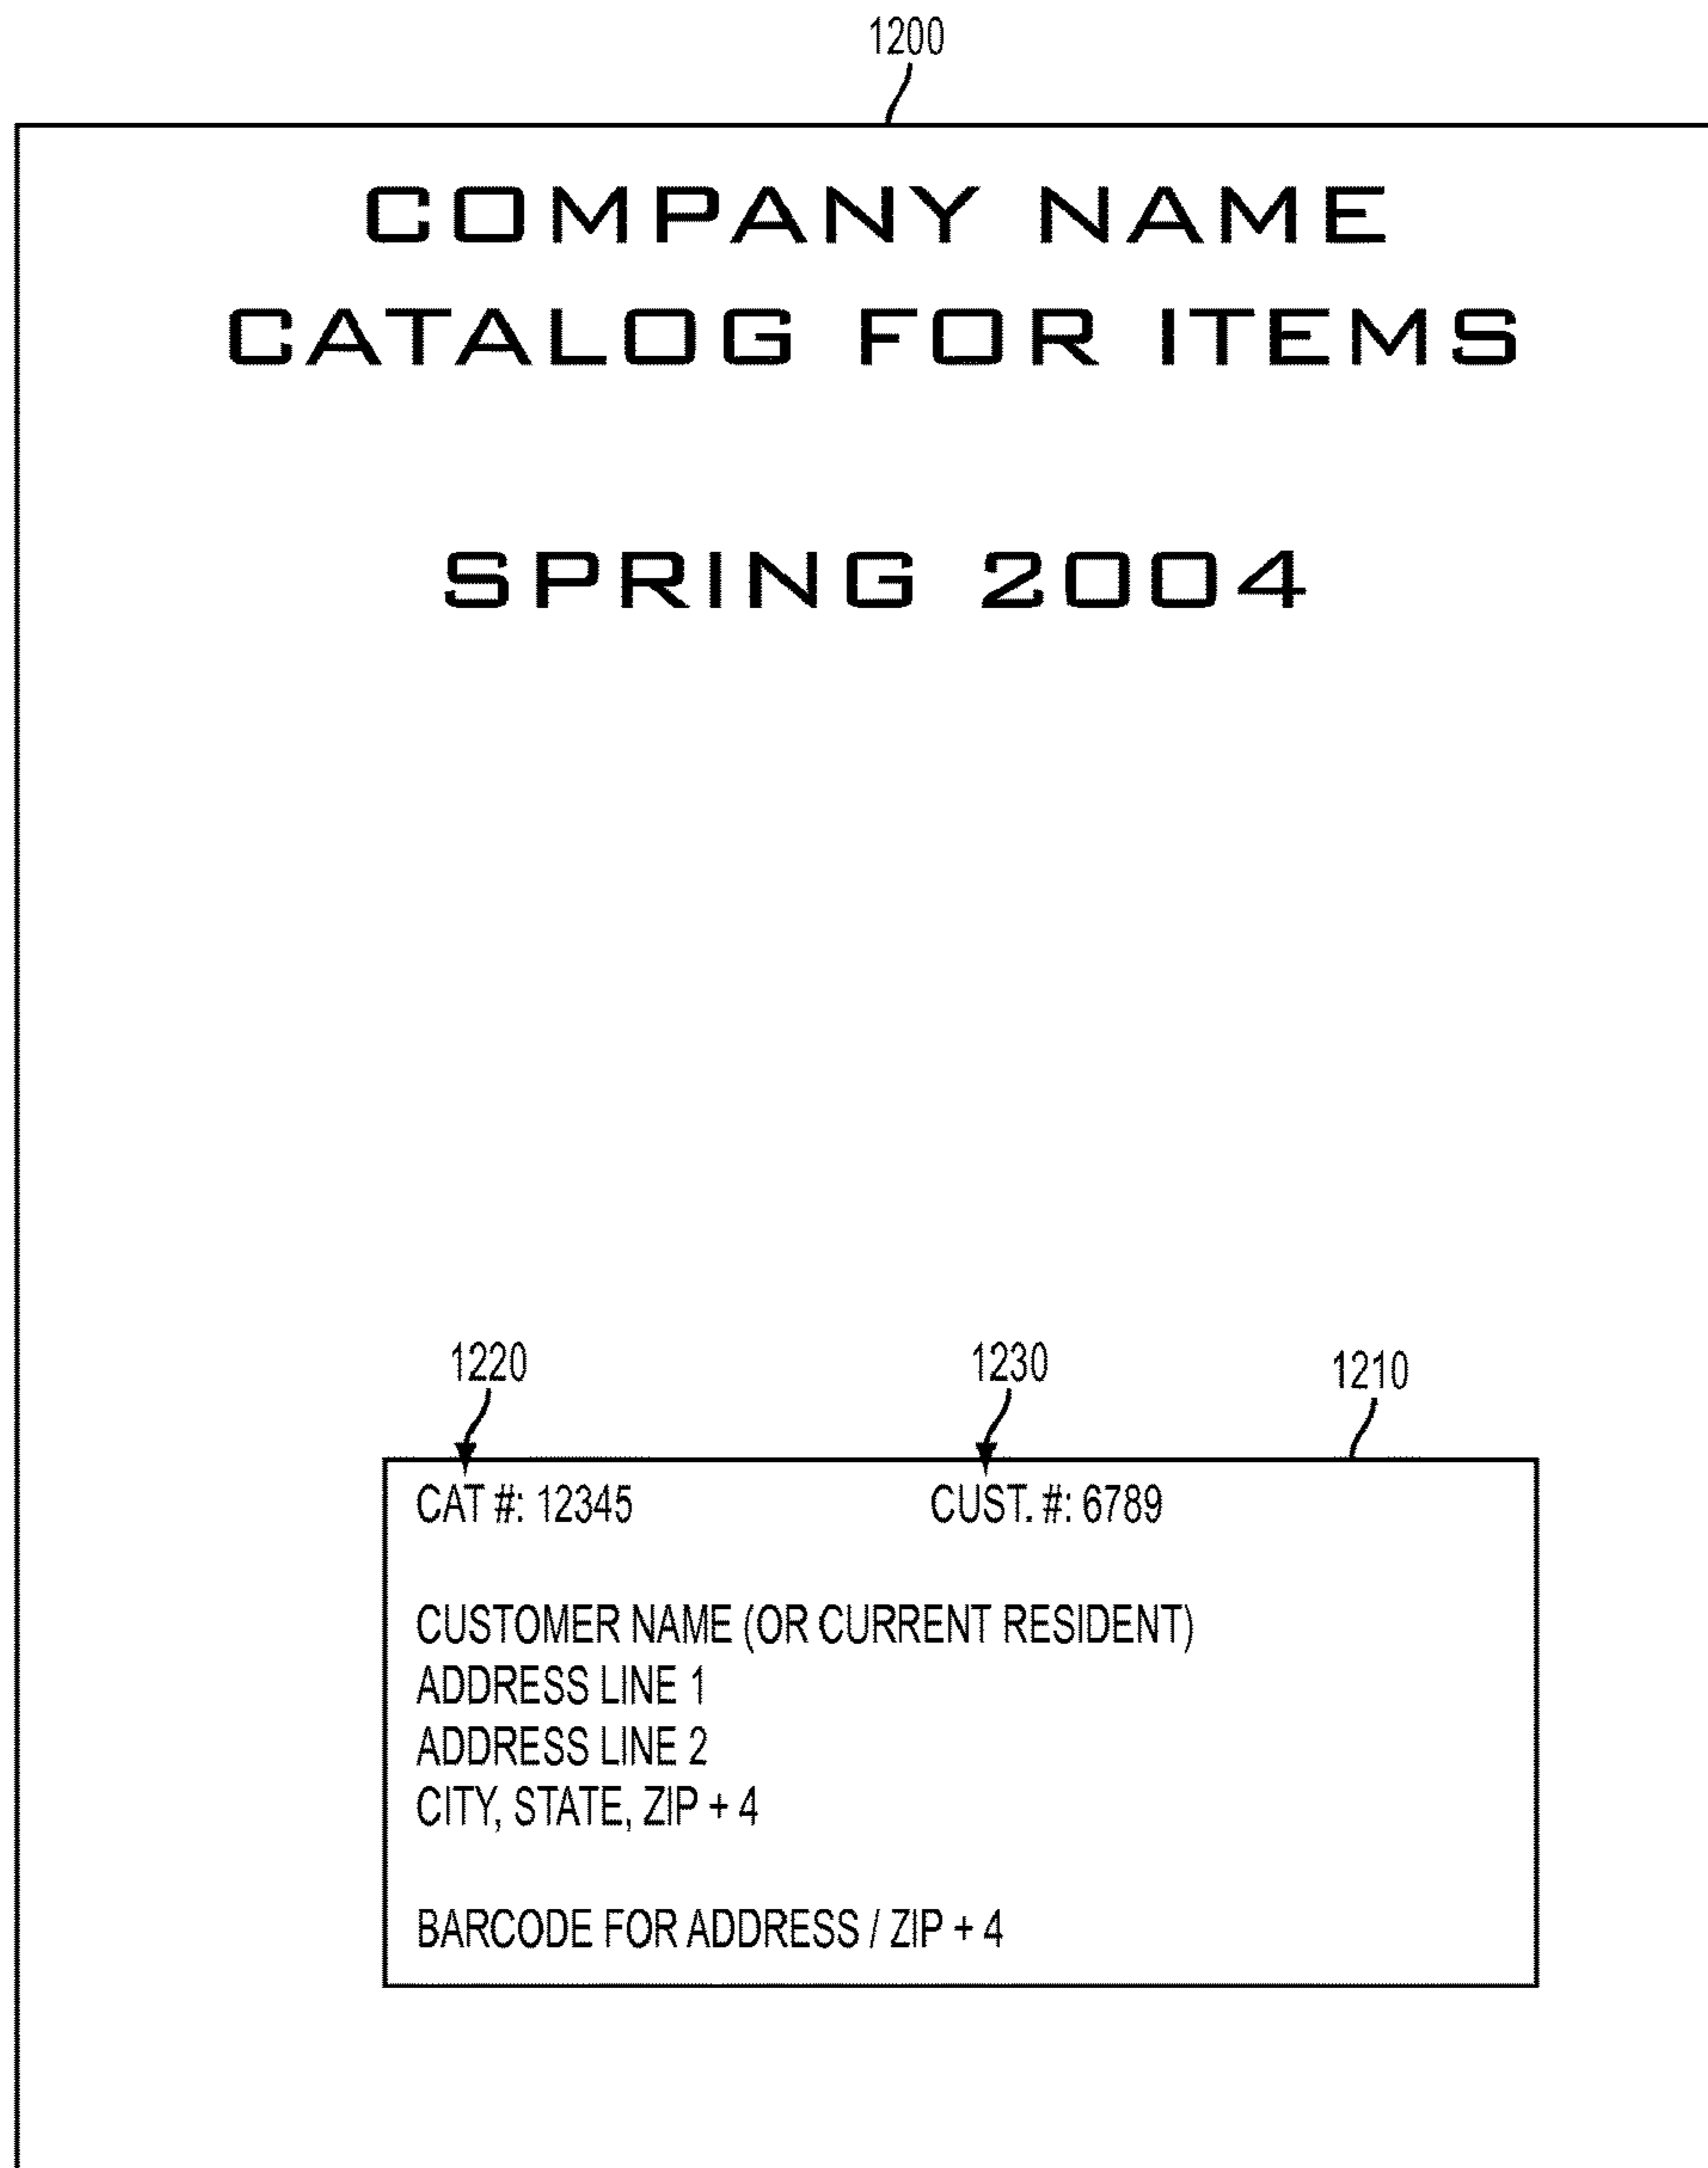 1200
COMPANY NAME
CATALOG FOR ITEMS
SPRING 2004
1220 1230 1210
CAT #: 12345 CUST. #: 6789
CUSTOMER NAME (OR CURRENT RESIDENT)
ADDRESS LINE 1
ADDRESS LINE 2
CITY, STATE, ZIP + 4
BARCODE FOR ADDRESS / ZIP + 4